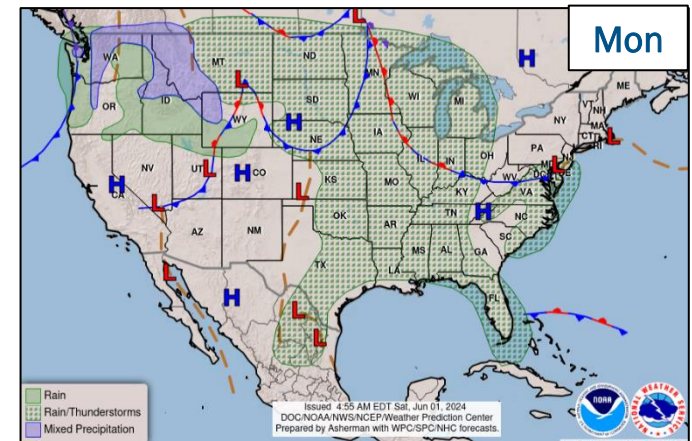 Mon
L
H
WA
MT
ND
MN
ME
L
OR
ID
WY
SD
WI
MI
VT
NH
NY
MA
CT
RI
L
H
NE
IA
PA
NJ
L
NV
UT
L
H
CO
KS
MO
IL
IN
OH
WV
MD
DC
DE
VA
KY
H
CA
L
L
OK
AR
TN
H
NC
SC
AZ
NM
TX
LA
MS
AL
GA
FL
L
H
L
L
Rain
Rain/Thunderstorms
Mixed Precipitation
Issued 4:55 AM EDT Sat, Jun 01, 2024
DOC/NOAA/NWS/NCEP/Weather Prediction Center
Prepared by Asherman with WPC/SPC/NHC forecasts.
NOAA
NATIONAL WEATHER SERVICE